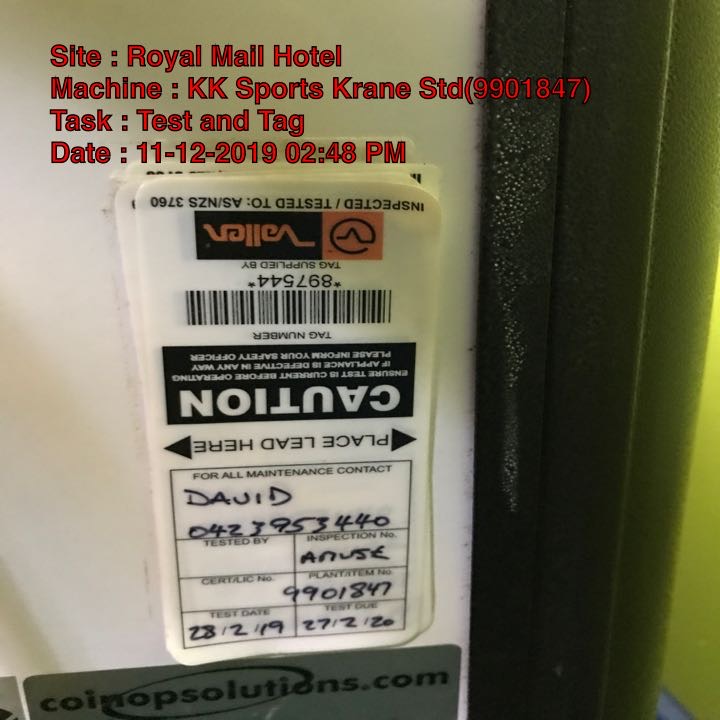 Site : Royal Mail Hotel
Machine : KK Sports Krane Std(9901847)
Task : Test and Tag
Date : 11-12-2019 02:48 PM
INSPECTED / TESTED TO: AS/NZS 3760
Vallen
TAG SUPPLIED BY
*897544*
TAG NUMBER
PLEASE INFORM YOUR SAFETY OFFICER
IF APPLIANCE IS DEFECTIVE IN ANY WAY
ENSURE TEST IS CURRENT BEFORE OPERATING
CAUTION
PLACE LEAD HERE
FOR ALL MAINTENANCE CONTACT
DAVID
0423953440
TESTED BY INSPECTION No.
AMUSE
CERT/LIC No. PLANT/ITEM No.
9901847
TEST DATE TEST DUE
28/2/19 27/2/20
coinopsolutions.com